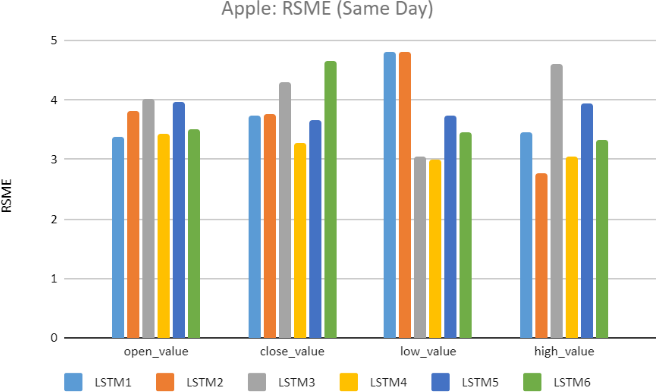 Apple: RSME (Same Day)
5
4
3
2
1
0
RSME
open_value close_value low_value high_value
LSTM1 LSTM2 LSTM3 LSTM4 LSTM5 LSTM6